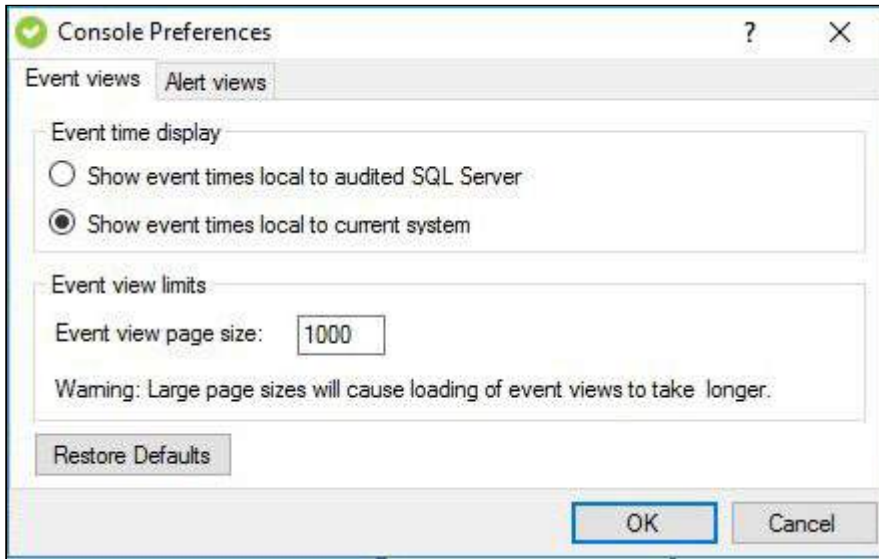 Console Preferences
?
Event views
Alert views
Event time display
Show event times local to audited SQL Server
Show event times local to current system
Event view limits
Event view page size: 1000
Warning: Large page sizes will cause loading of event views to take longer.
Restore Defaults
OK
Cancel